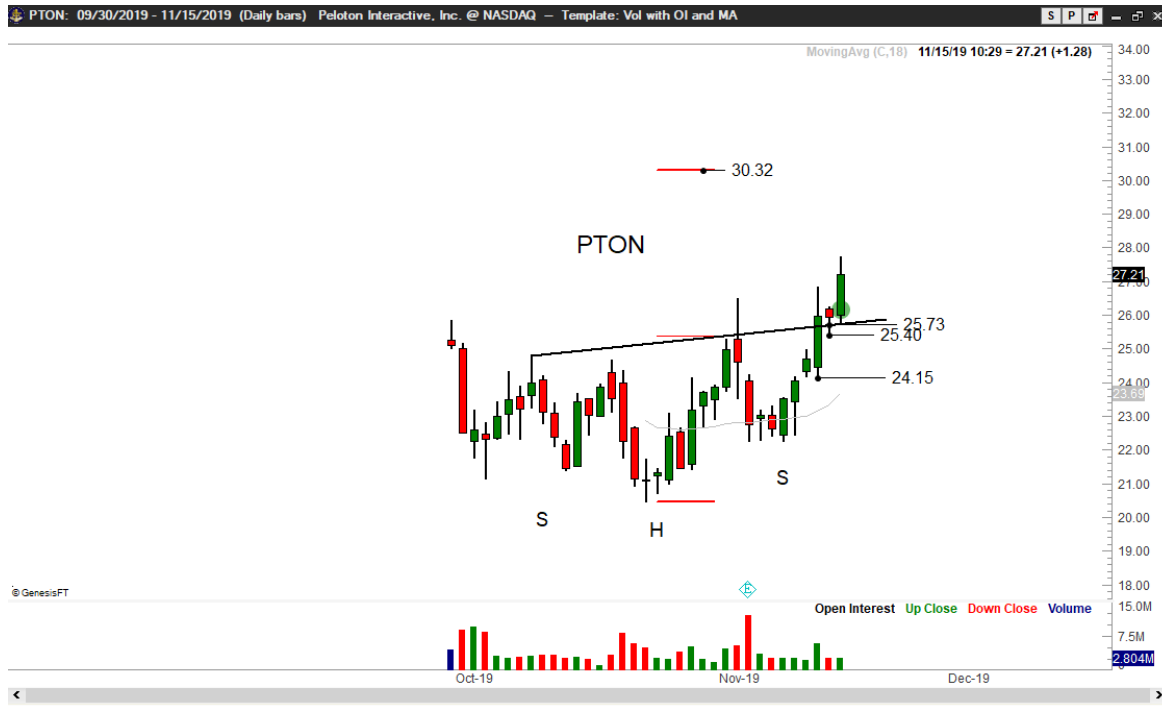 PTON: 09/30/2019 - 11/15/2019 (Daily bars) Peloton Interactive, Inc. @ NASDAQ — Template: Vol with OI and MA
S P
MovingAvg (C,18) 11/15/19 10:29 = 27.21 (+1.28)
34.00
33.00
32.00
31.00
30.32
30.00
29.00
PTON
28.00
27.21
27.00
26.00
25.73
25.40
25.00
24.15
24.00
23.69
23.00
22.00
S
21.00
S
20.00
H
19.00
E
18.00
© GenesisFT
Open Interest Up Close Down Close Volume
15.0M
7.5M
2.804M
0
Oct-19 Nov-19 Dec-19